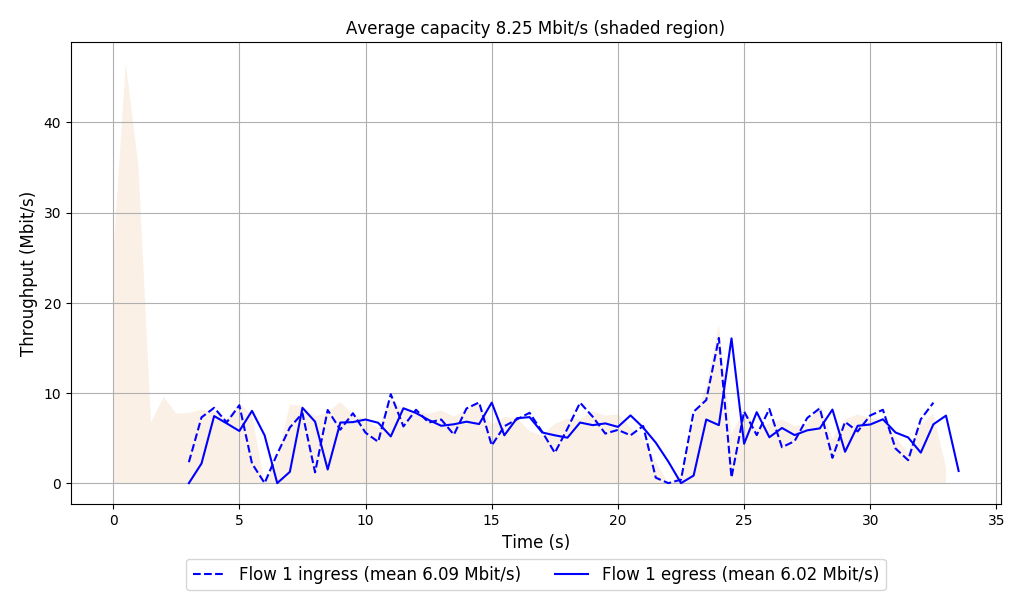 Average capacity 8.25 Mbit/s (shaded region)
Throughput (Mbit/s)
40
30
20
10
0
0 5 10 15 20 25 30 35
Time (s)
Flow 1 ingress (mean 6.09 Mbit/s) Flow 1 egress (mean 6.02 Mbit/s)